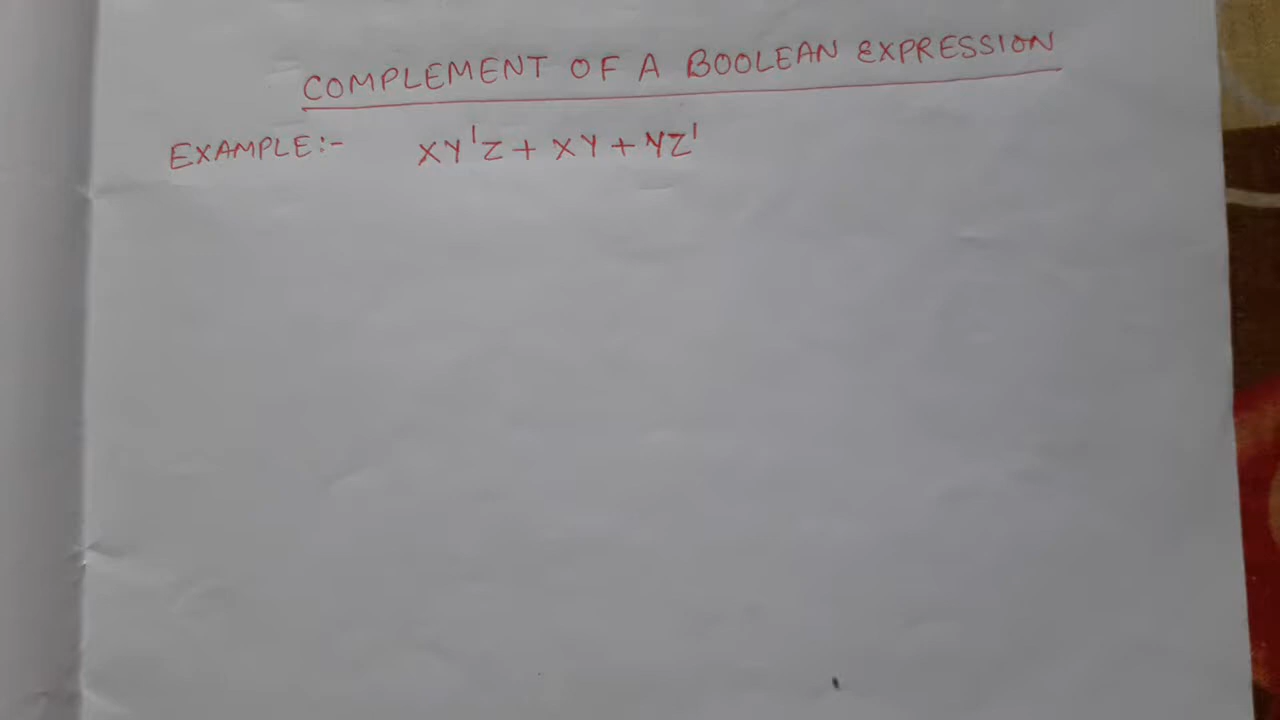 COMPLEMENT OF A BOOLEAN EXPRESSION
EXAMPLE:- XY'Z + XY + YZ'